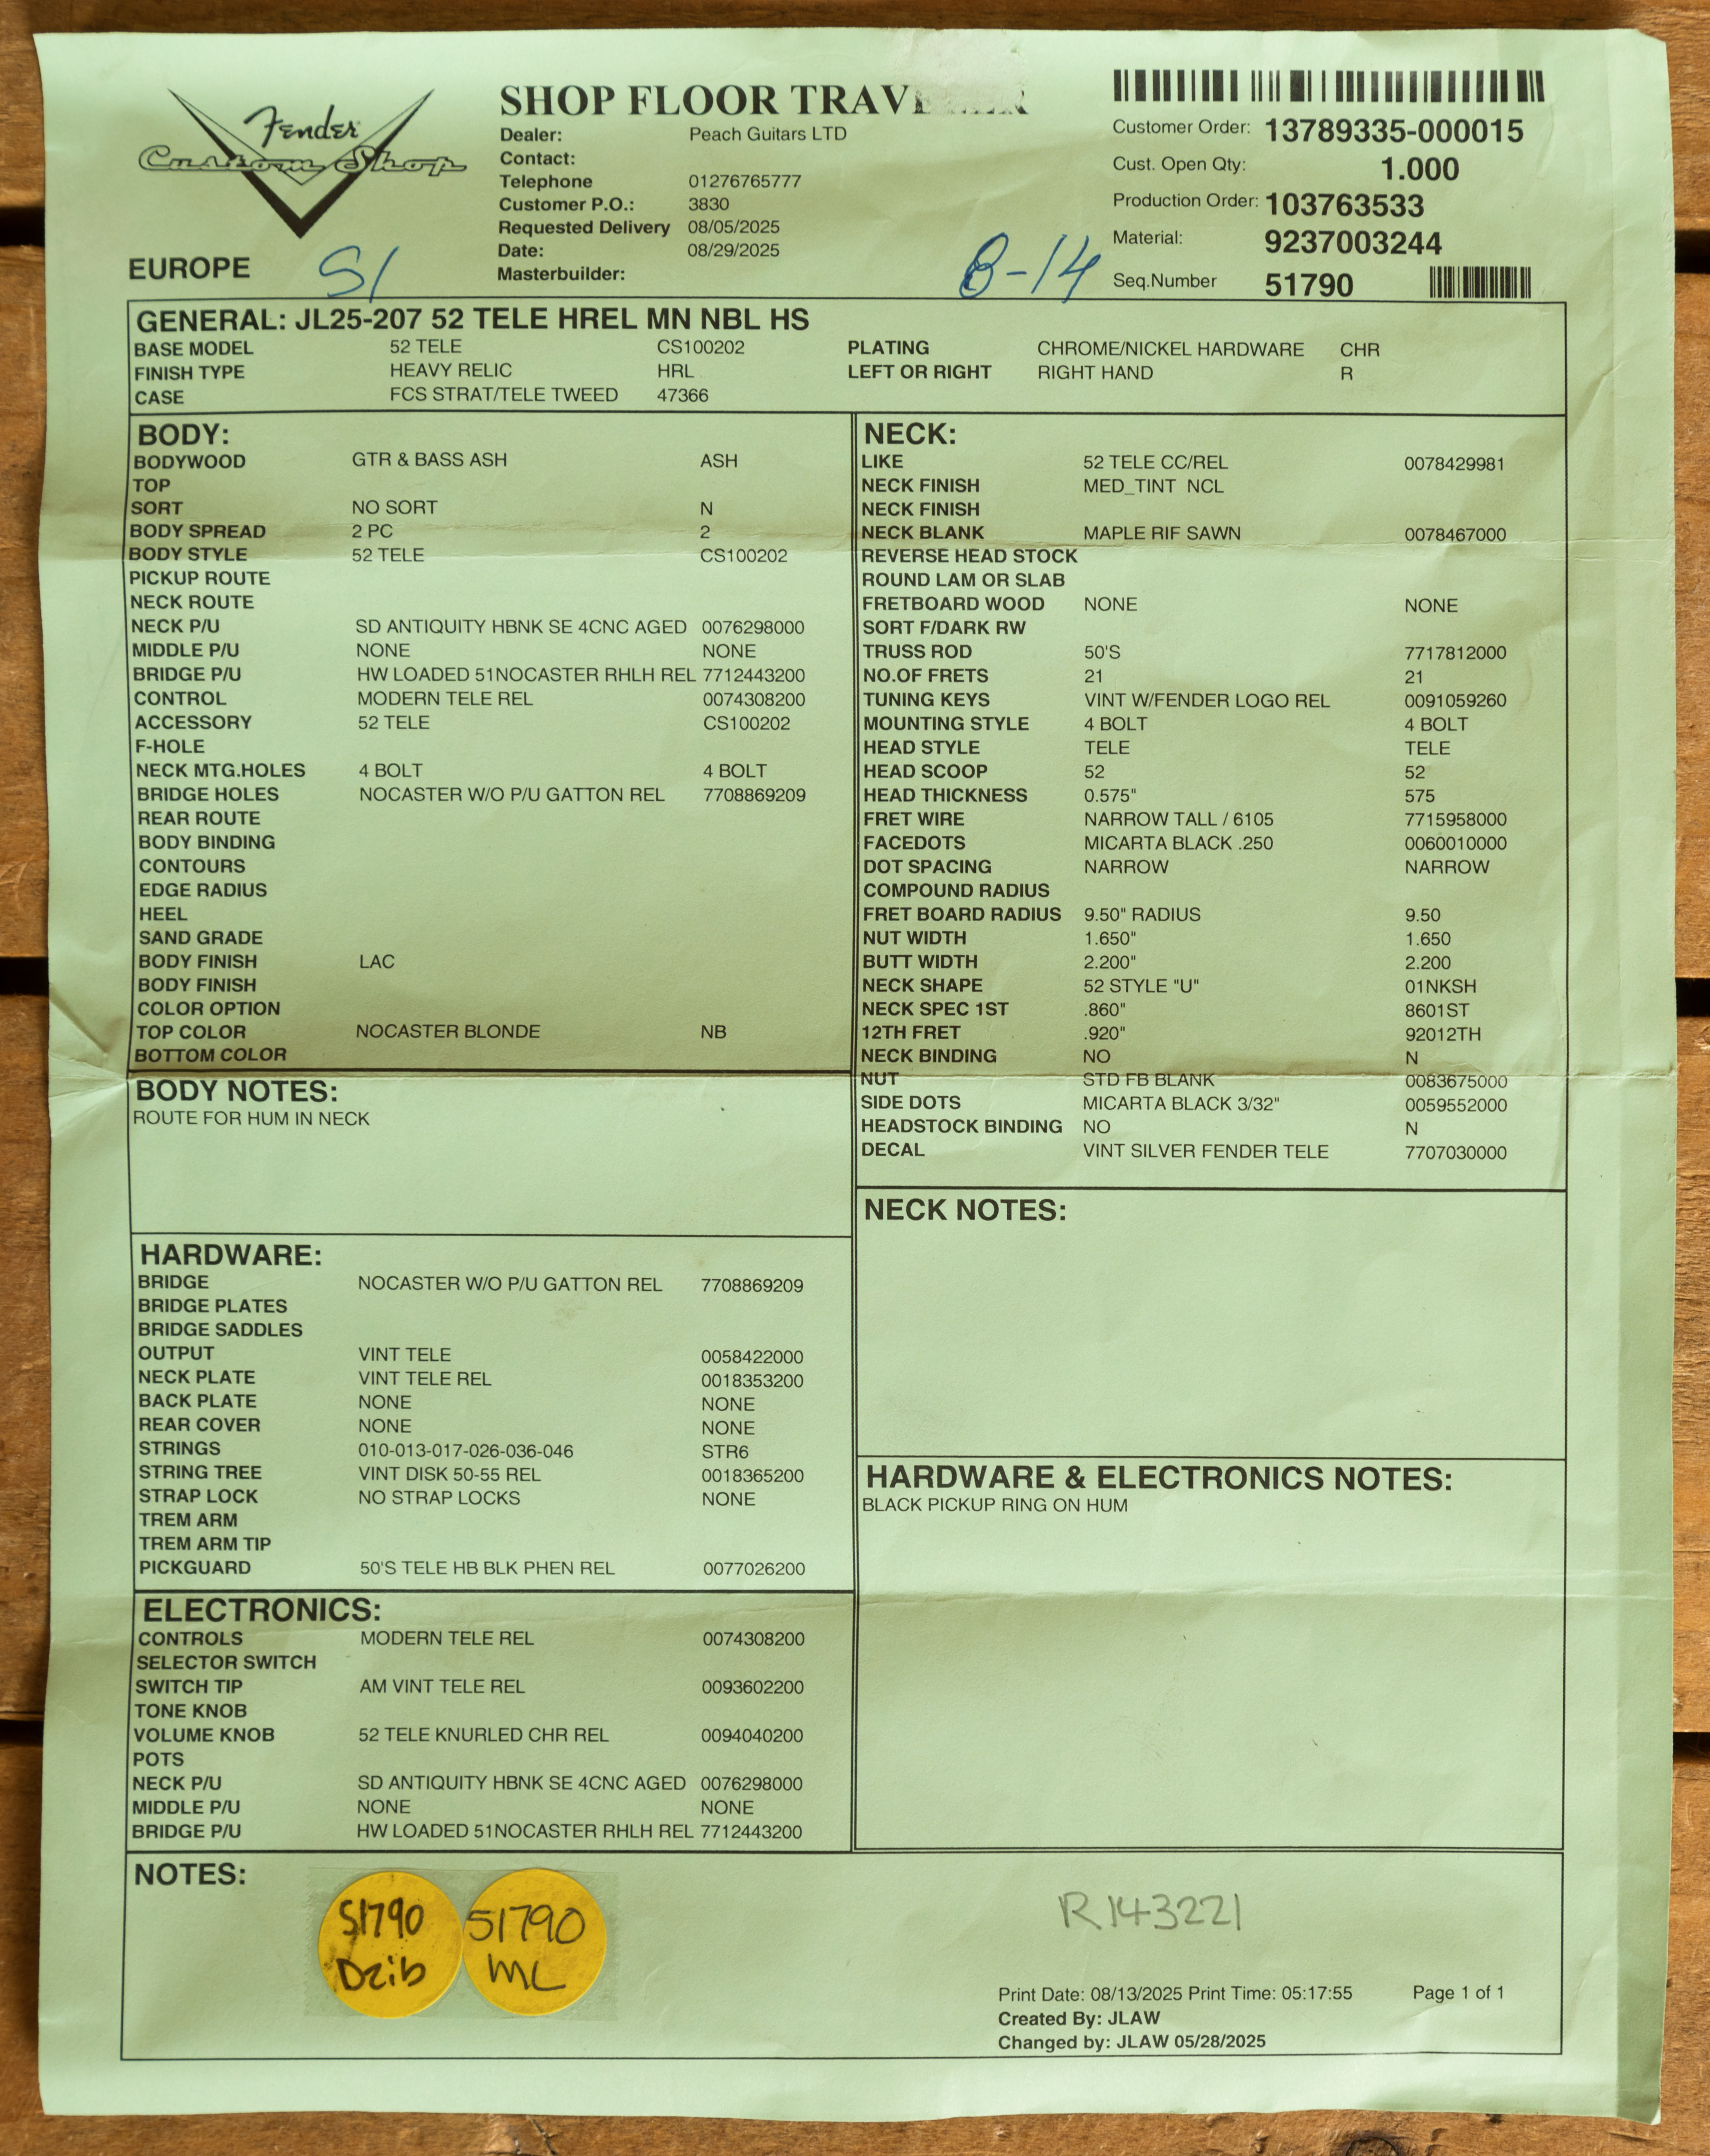 Fender
Custom Shop
SHOP FLOOR TRAVELER
Dealer: Peach Guitars LTD
Contact:
Telephone 01276765777
Customer P.O.: 3830
Requested Delivery 08/05/2025
Date: 08/29/2025
Masterbuilder:
Customer Order: 13789335-000015
Cust. Open Qty: 1.000
Production Order: 103763533
Material: 9237003244
Seq.Number 51790
EUROPE
8-14
GENERAL: JL25-207 52 TELE HREL MN NBL HS
BASE MODEL 52 TELE CS100202 PLATING CHROME/NICKEL HARDWARE CHR
FINISH TYPE HEAVY RELIC HRL LEFT OR RIGHT RIGHT HAND R
CASE FCS STRAT/TELE TWEED 47366
BODY:
BODYWOOD GTR & BASS ASH ASH
TOP
SORT NO SORT N
BODY SPREAD 2 PC 2
BODY STYLE 52 TELE CS100202
PICKUP ROUTE
NECK ROUTE
NECK P/U SD ANTIQUITY HBNK SE 4CNC AGED 0076298000
MIDDLE P/U NONE NONE
BRIDGE P/U HW LOADED 51NOCASTER RHLH REL 7712443200
CONTROL MODERN TELE REL 0074308200
ACCESSORY 52 TELE CS100202
F-HOLE
NECK MTG.HOLES 4 BOLT 4 BOLT
BRIDGE HOLES NOCASTER W/O P/U GATTON REL 7708869209
REAR ROUTE
BODY BINDING
CONTOURS
EDGE RADIUS
HEEL
SAND GRADE
BODY FINISH LAC
BODY FINISH
COLOR OPTION
TOP COLOR NOCASTER BLONDE NB
BOTTOM COLOR
BODY NOTES:
ROUTE FOR HUM IN NECK
HARDWARE:
BRIDGE NOCASTER W/O P/U GATTON REL 7708869209
BRIDGE PLATES
BRIDGE SADDLES
OUTPUT VINT TELE 0058422000
NECK PLATE VINT TELE REL 0018353200
BACK PLATE NONE NONE
REAR COVER NONE NONE
STRINGS 010-013-017-026-036-046 STR6
STRING TREE VINT DISK 50-55 REL 0018365200
STRAP LOCK NO STRAP LOCKS NONE
TREM ARM
TREM ARM TIP
PICKGUARD 50'S TELE HB BLK PHEN REL 0077026200
ELECTRONICS:
CONTROLS MODERN TELE REL 0074308200
SELECTOR SWITCH
SWITCH TIP AM VINT TELE REL 0093602200
TONE KNOB
VOLUME KNOB 52 TELE KNURLED CHR REL 0094040200
POTS
NECK P/U SD ANTIQUITY HBNK SE 4CNC AGED 0076298000
MIDDLE P/U NONE NONE
BRIDGE P/U HW LOADED 51NOCASTER RHLH REL 7712443200
NECK:
LIKE 52 TELE CC/REL 0078429981
NECK FINISH MED_TINT NCL
NECK FINISH
NECK BLANK MAPLE RIF SAWN 0078467000
REVERSE HEAD STOCK
ROUND LAM OR SLAB
FRETBOARD WOOD NONE NONE
SORT F/DARK RW
TRUSS ROD 50'S 7717812000
NO.OF FRETS 21 21
TUNING KEYS VINT W/FENDER LOGO REL 0091059260
MOUNTING STYLE 4 BOLT 4 BOLT
HEAD STYLE TELE TELE
HEAD SCOOP 52 52
HEAD THICKNESS 0.575" 575
FRET WIRE NARROW TALL / 6105 7715958000
FACEDOTS MICARTA BLACK .250 0060010000
DOT SPACING NARROW NARROW
COMPOUND RADIUS
FRET BOARD RADIUS 9.50" RADIUS 9.50
NUT WIDTH 1.650" 1.650
BUTT WIDTH 2.200" 2.200
NECK SHAPE 52 STYLE "U" 01NKSH
NECK SPEC 1ST .860" 8601ST
12TH FRET .920" 92012TH
NECK BINDING NO N
NUT STD FB BLANK 0083675000
SIDE DOTS MICARTA BLACK 3/32" 0059552000
HEADSTOCK BINDING NO N
DECAL VINT SILVER FENDER TELE 7707030000
NECK NOTES:
HARDWARE & ELECTRONICS NOTES:
BLACK PICKUP RING ON HUM
NOTES:
51790
Dzib
51790
ML
R143221
Print Date: 08/13/2025 Print Time: 05:17:55 Page 1 of 1
Created By: JLAW
Changed by: JLAW 05/28/2025